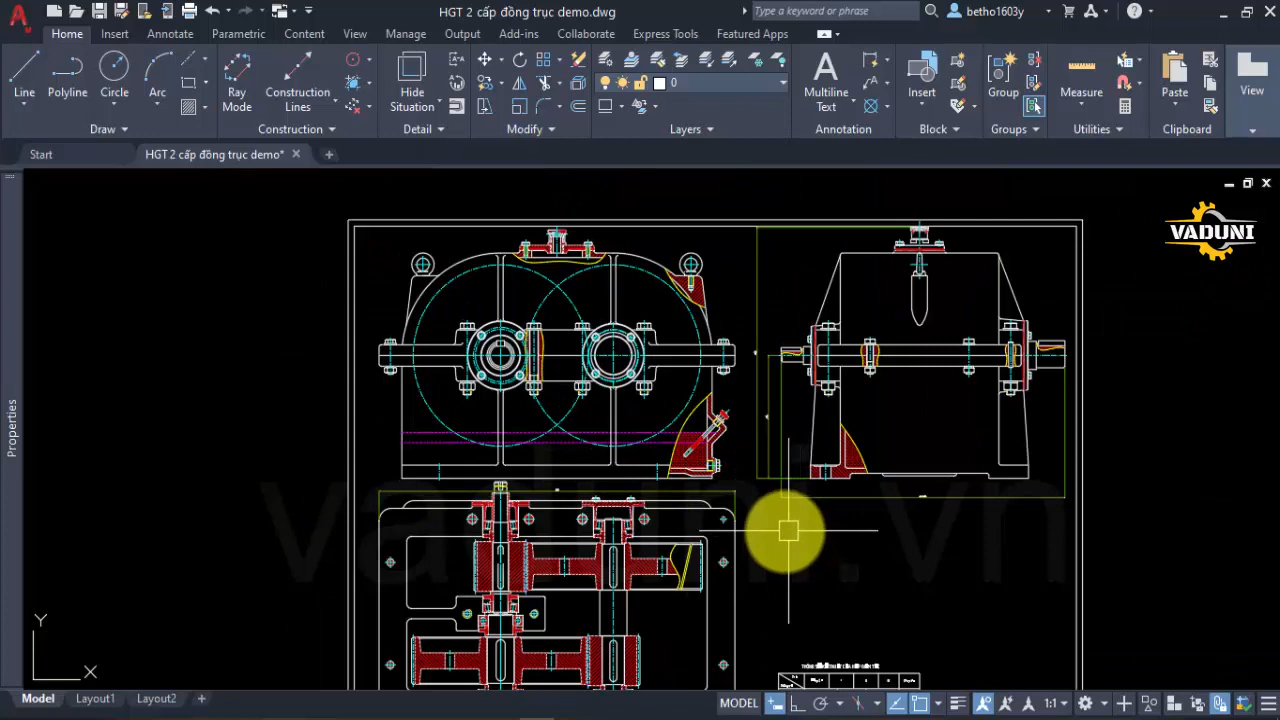 HGT 2 cấp đồng trục demo.dwg
Type a keyword or phrase
betho1603y
Home Insert Annotate Parametric Content View Manage Output Add-ins Collaborate Express Tools Featured Apps
Line Polyline Circle Arc
Ray Mode
Construction Lines
Hide Situation
0
Multiline Text
Insert
Group
Measure
Paste
View
Draw Construction Detail Modify Layers Annotation Block Groups Utilities Clipboard
Start HGT 2 cấp đồng trục demo*
VADUNI
Properties
vaduni.vn
Y
X
Model Layout1 Layout2
MODEL 1:1